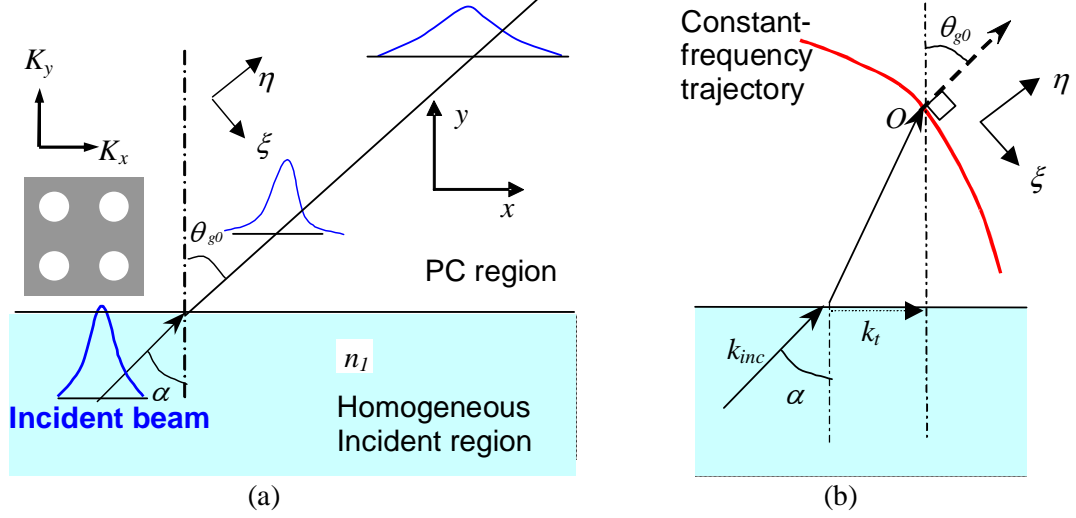 K_y
K_x
η
ξ
y
x
θ_g0
PC region
n_1
α
Incident beam
Homogeneous
Incident region
(a)
Constant-
frequency
trajectory
θ_g0
η
O
ξ
k_inc
k_t
α
(b)